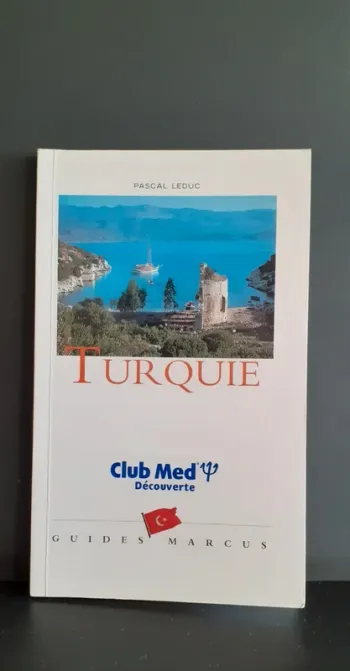 PASCAL LEDUC
TURQUIE
Club Med
Découverte
GUIDES MARCUS